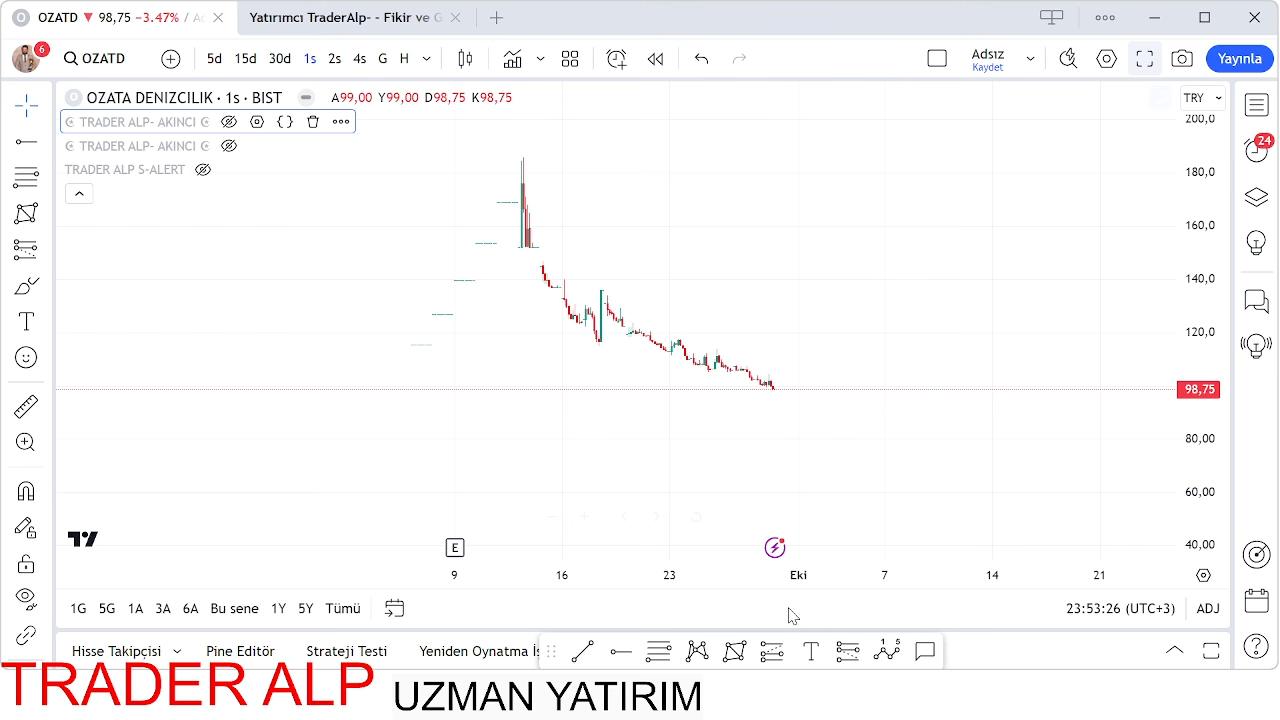 OZATD ▼ 98,75 −3.47% / Ad
Yatırımcı TraderAlp- - Fikir ve G
6
OZATD
5d 15d 30d 1s 2s 4s G H
Adsız
Kaydet
Yayınla
OZATA DENIZCILIK · 1s · BIST
A99,00 Y99,00 D98,75 K98,75
TRY
TRADER ALP- AKINCI
TRADER ALP- AKINCI
TRADER ALP S-ALERT
24
200,0
180,0
160,0
140,0
120,0
98,75
80,00
60,00
40,00
E
9 16 23 Eki 7 14 21
1G 5G 1A 3A 6A Bu sene 1Y 5Y Tümü
23:53:26 (UTC+3) ADJ
Hisse Takipçisi Pine Editör Strateji Testi Yeniden Oynatma
TRADER ALP UZMAN YATIRIM